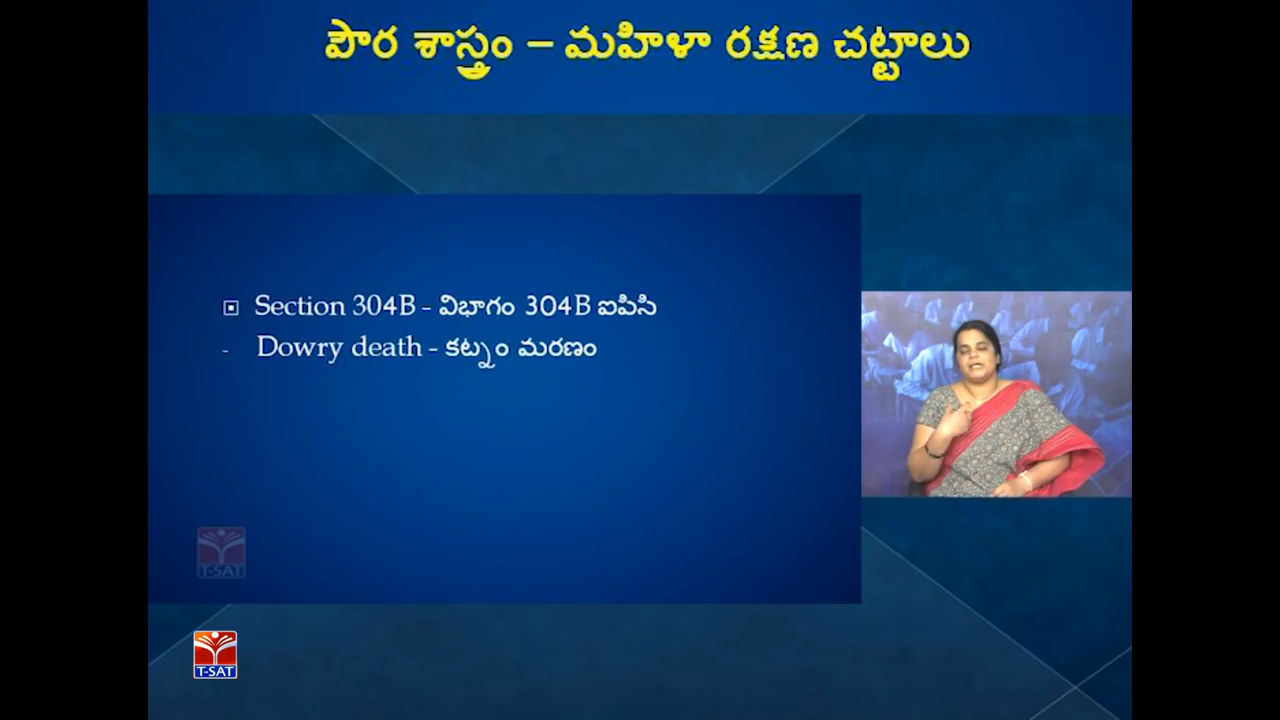 పౌర శాస్త్రం – మహిళా రక్షణ చట్టాలు
Section 304B - విభాగం 304B ఐపిసి
- Dowry death - కట్నం మరణం
T-SAT
T-SAT